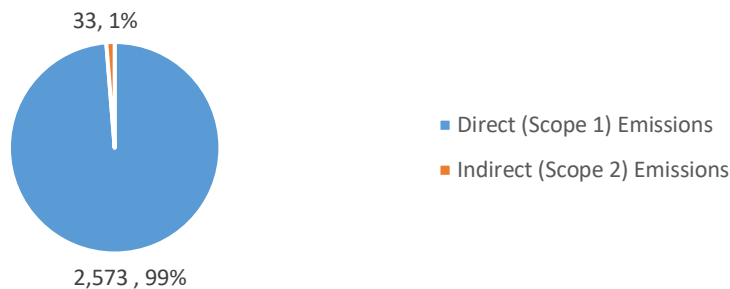 33, 1%
Direct (Scope 1) Emissions
Indirect (Scope 2) Emissions
2,573 , 99%